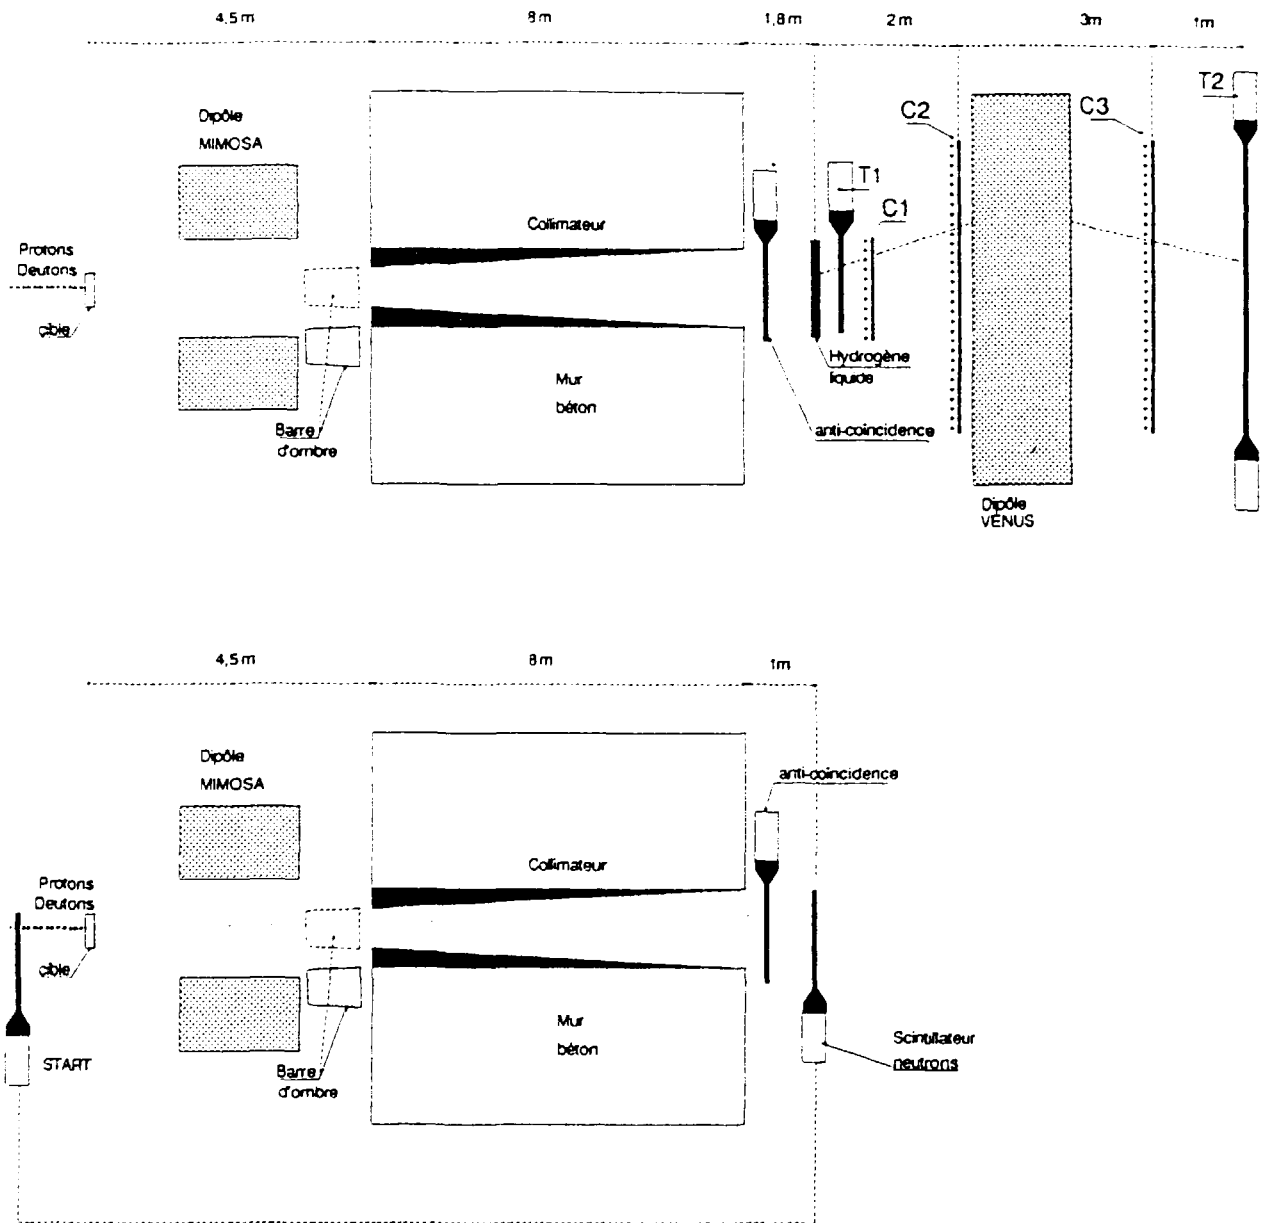 4,5 m
8 m
1,8 m
2 m
3m
1m
T2
Dipôle
MIMOSA
C2
C3
T1
C1
Collimateur
Protons
Deutons
cible
Hydrogène
liquide
Mur
béton
Barre
d'ombre
anti-coincidence
Dipôle
VENUS
4,5 m
8 m
1m
Dipôle
MIMOSA
anti-coincidence
Collimateur
Protons
Deutons
cible
Mur
béton
Scintillateur
neutrons
START
Barre
d'ombre